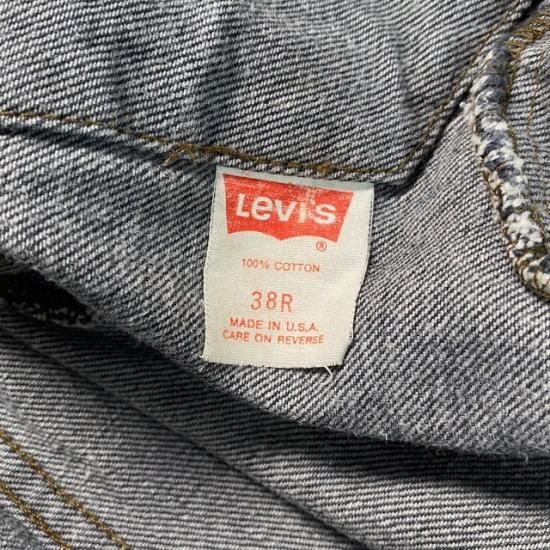 Levi's
®
100% COTTON
38R
MADE IN U.S.A.
CARE ON REVERSE